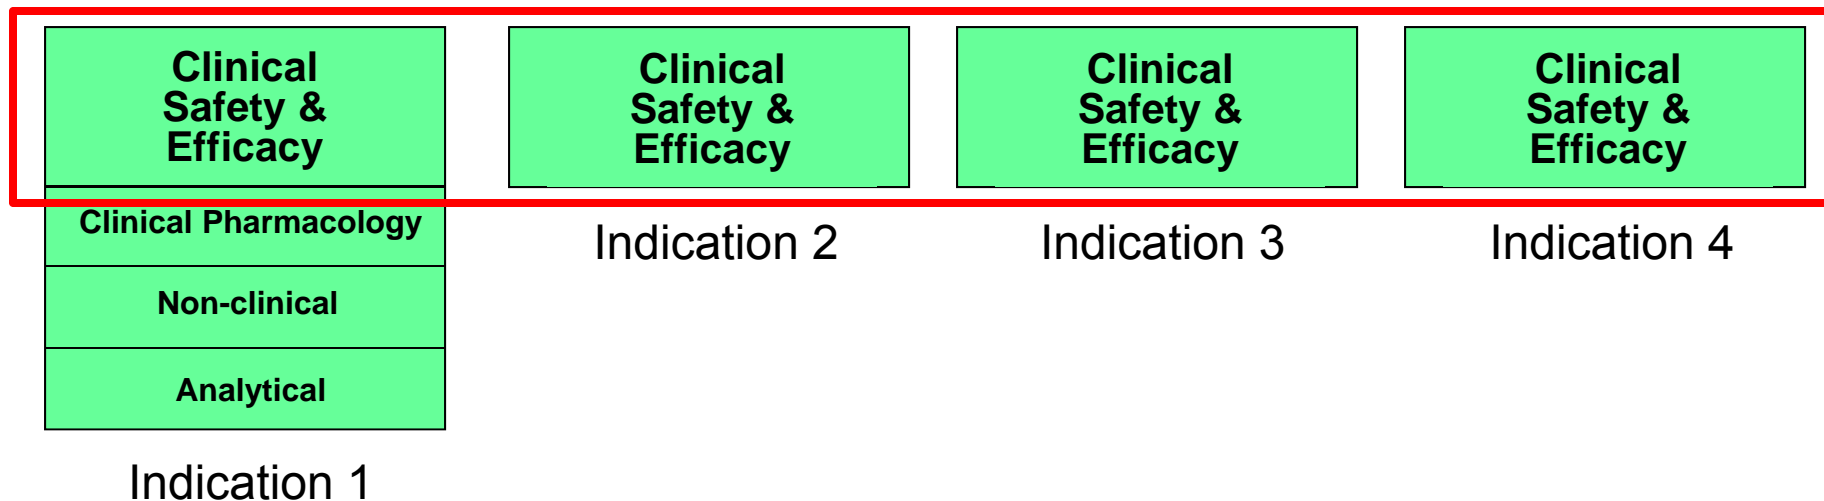 Clinical
Safety &
Efficacy
Clinical Pharmacology
Non-clinical
Analytical
Indication 1
Clinical
Safety &
Efficacy
Indication 2
Clinical
Safety &
Efficacy
Indication 3
Clinical
Safety &
Efficacy
Indication 4